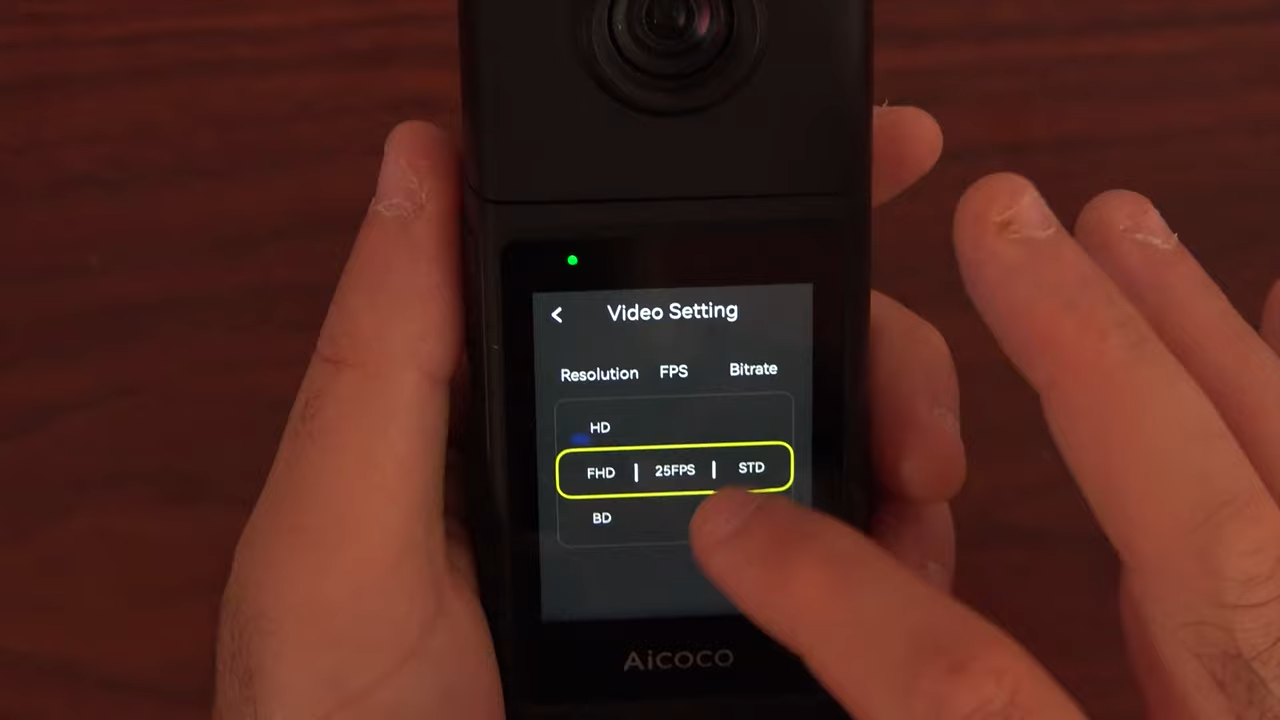 < Video Setting
Resolution FPS Bitrate
HD
FHD | 25FPS | STD
BD
Aicoco